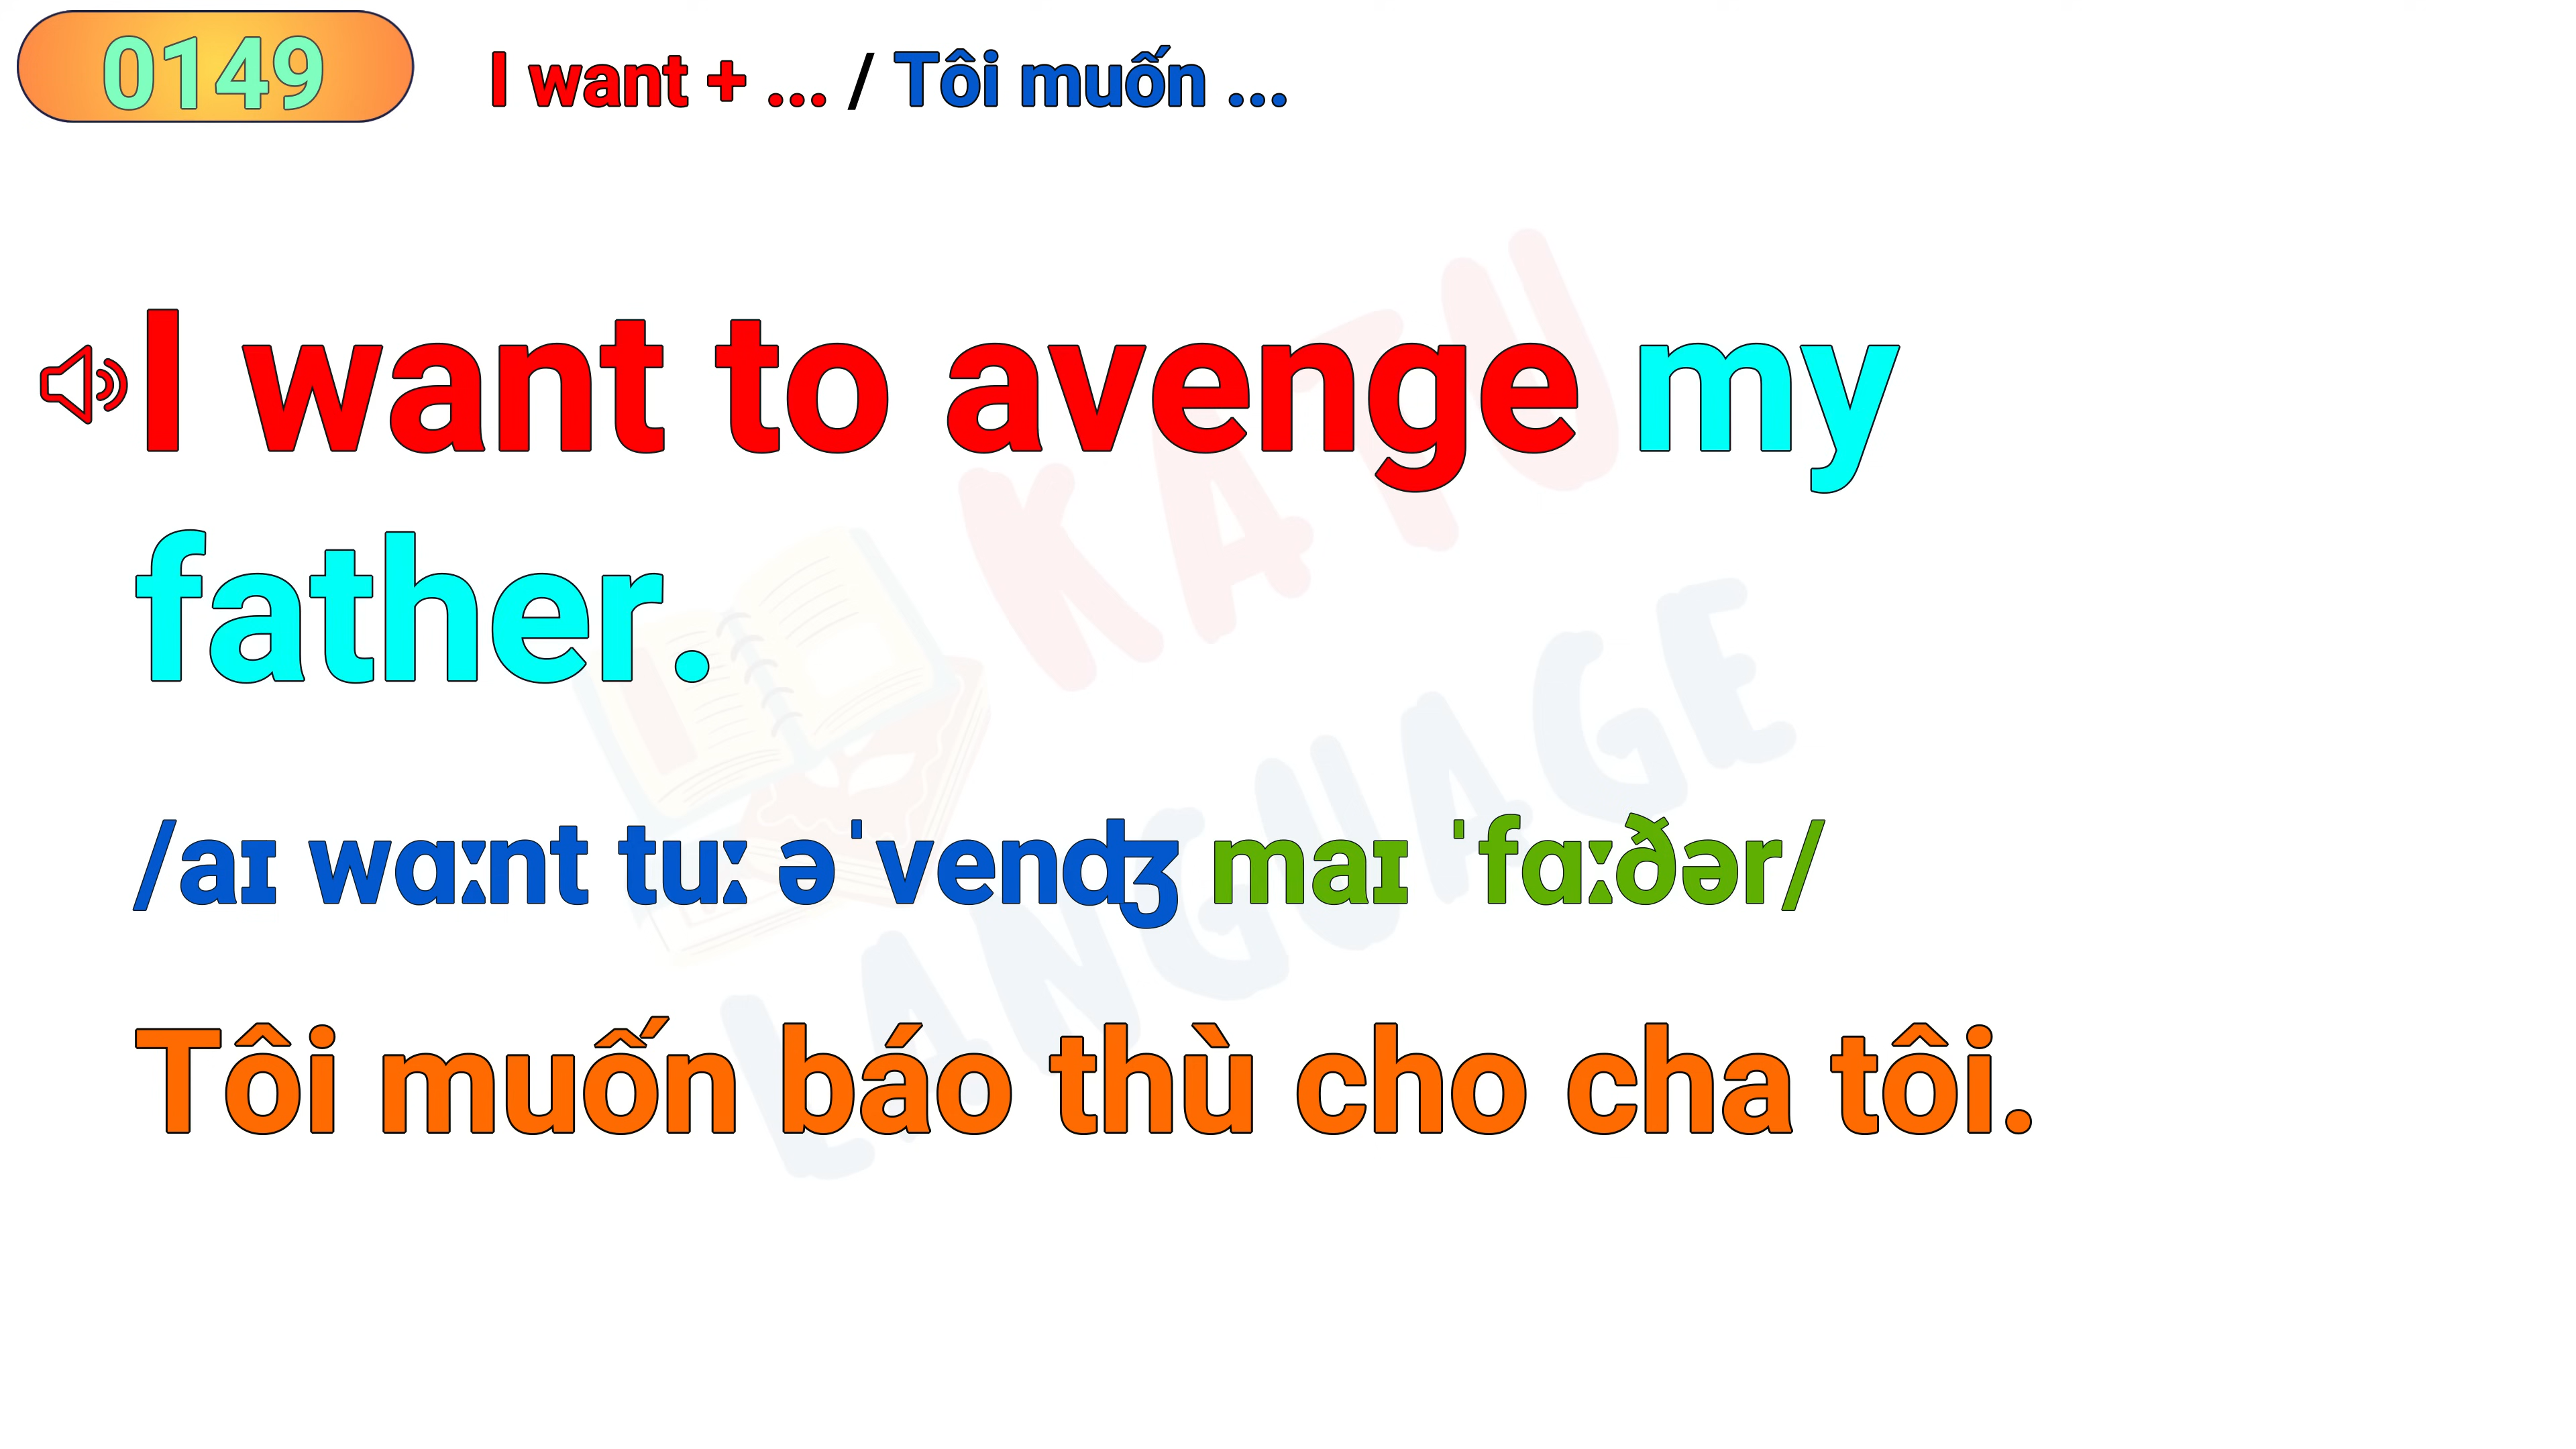 0149
I want + ... / Tôi muốn ...
I want to avenge my
father.
/aɪ wɑːnt tuː əˈvenʤ maɪ ˈfɑːðər/
Tôi muốn báo thù cho cha tôi.
KATU
LANGUAGE